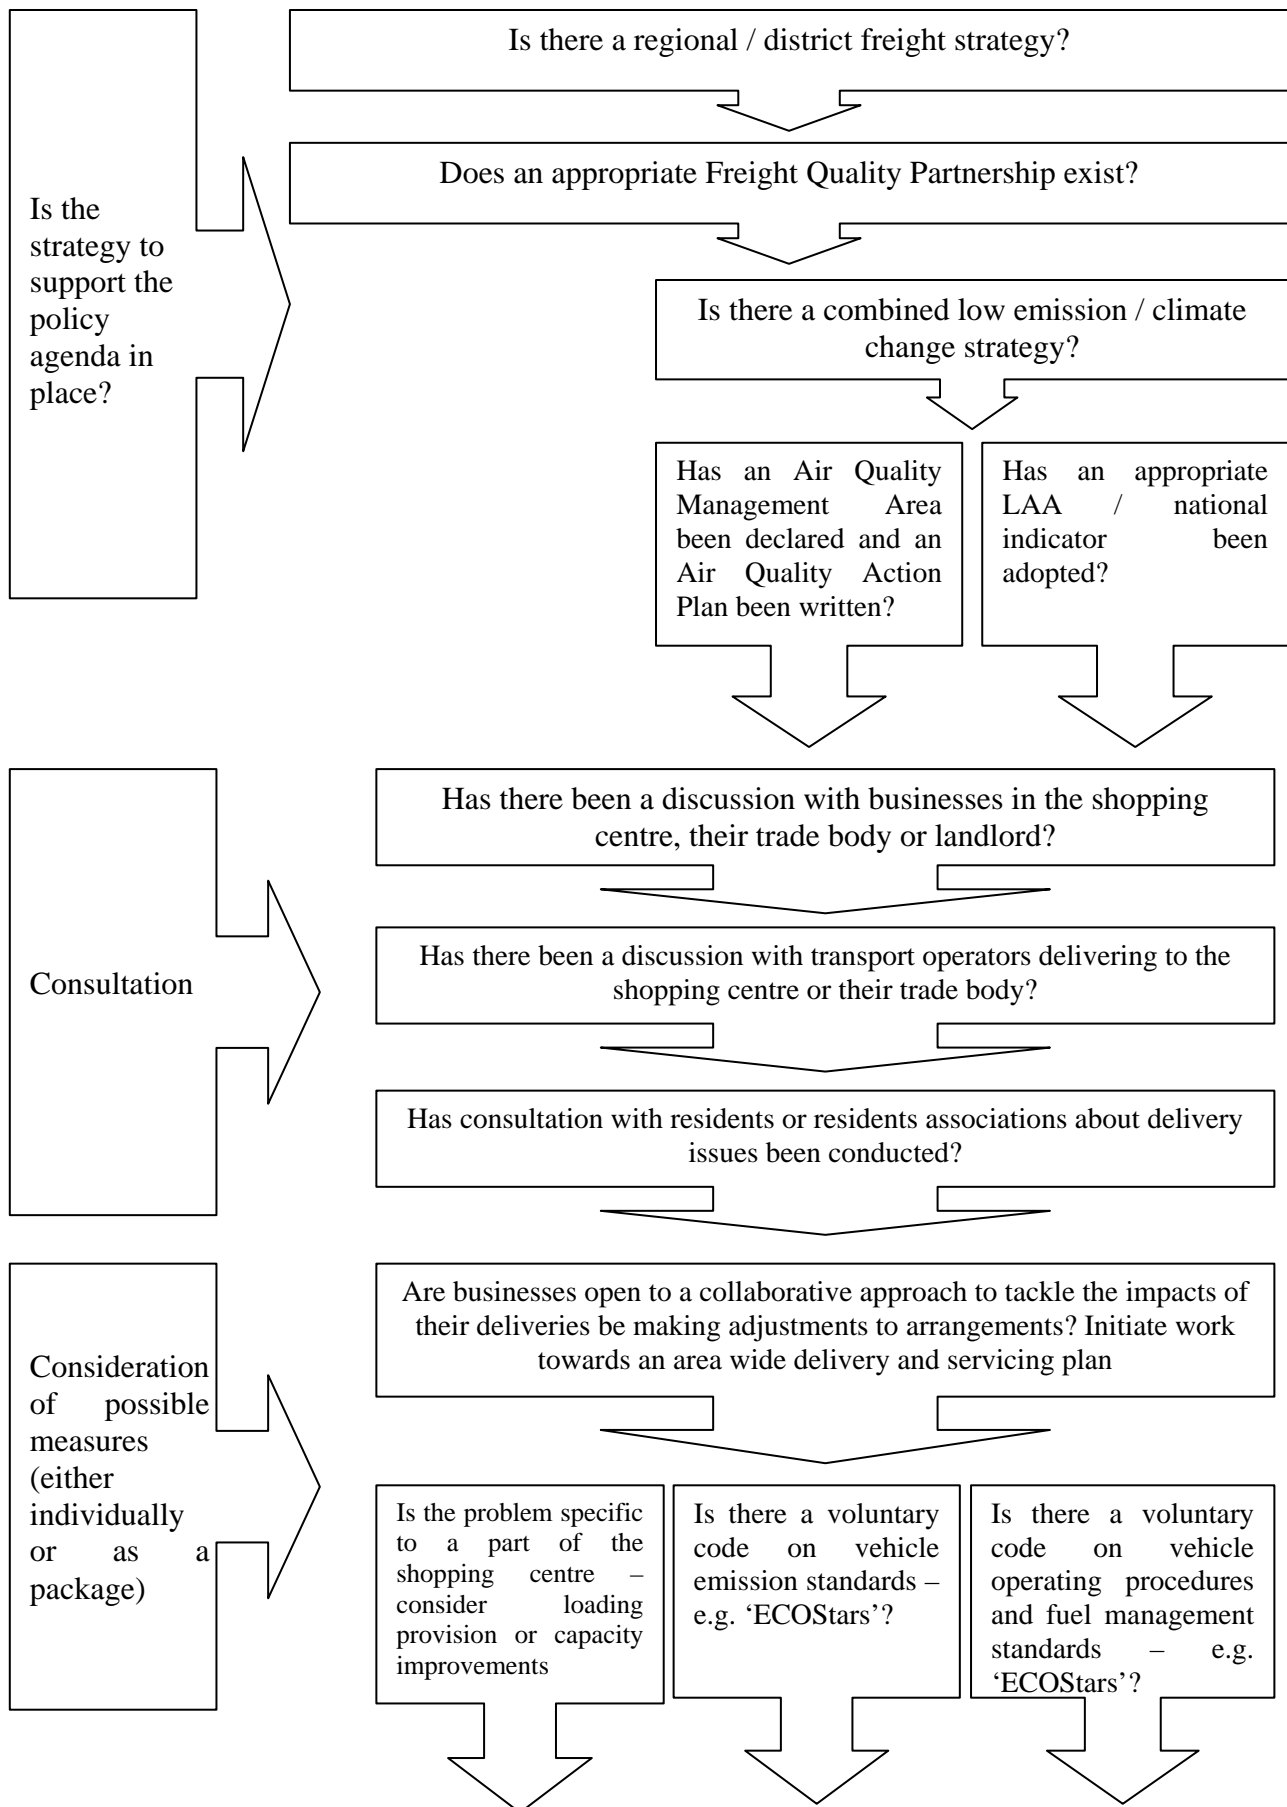 Is there a regional / district freight strategy?
Does an appropriate Freight Quality Partnership exist?
Is the
strategy to
support the
policy
agenda in
place?
Is there a combined low emission / climate
change strategy?
Has an Air Quality
Management Area
been declared and an
Air Quality Action
Plan been written?
Has an appropriate
LAA / national
indicator been
adopted?
Consultation
Has there been a discussion with businesses in the shopping
centre, their trade body or landlord?
Has there been a discussion with transport operators delivering to the
shopping centre or their trade body?
Has consultation with residents or residents associations about delivery
issues been conducted?
Consideration
of possible
measures
(either
individually
or as a
package)
Are businesses open to a collaborative approach to tackle the impacts of
their deliveries be making adjustments to arrangements? Initiate work
towards an area wide delivery and servicing plan
Is the problem specific
to a part of the
shopping centre –
consider loading
provision or capacity
improvements
Is there a voluntary
code on vehicle
emission standards –
e.g. ‘ECOStars’?
Is there a voluntary
code on vehicle
operating procedures
and fuel management
standards – e.g.
‘ECOStars’?